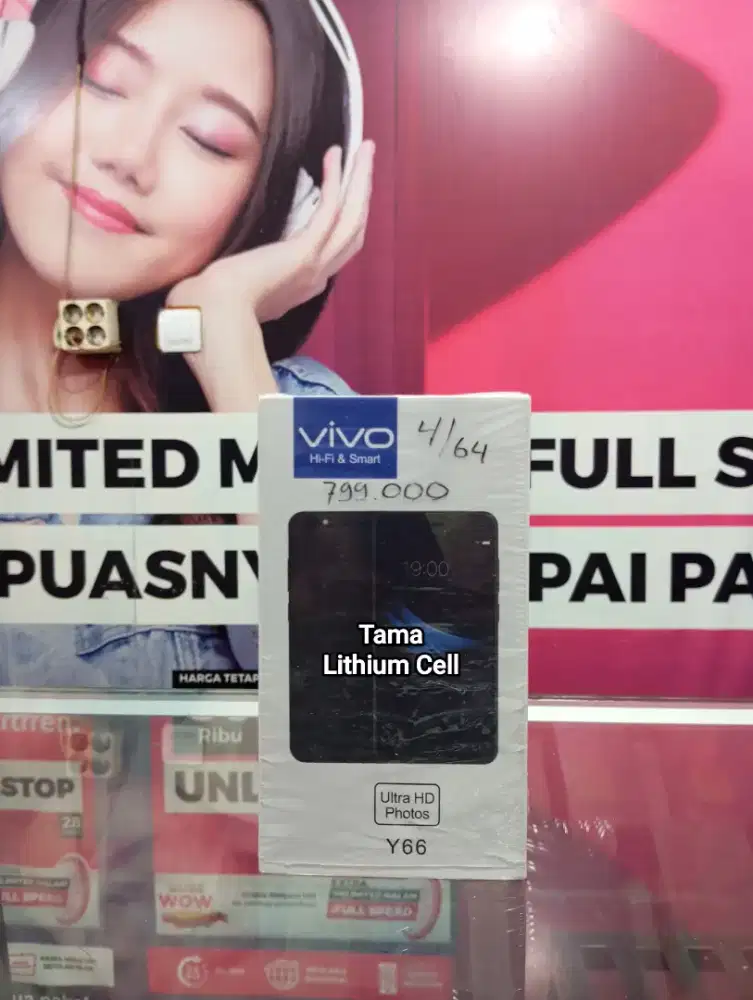 MITED M
FULL S
PUASNY
PAI PA
HARGA TETAP
vivo
Hi-Fi & Smart
4/64
799.000
19:00
Tama
Lithium Cell
Ultra HD
Photos
Y66
Ribu
STOP
UNL
28
WOW
FULL SPEED